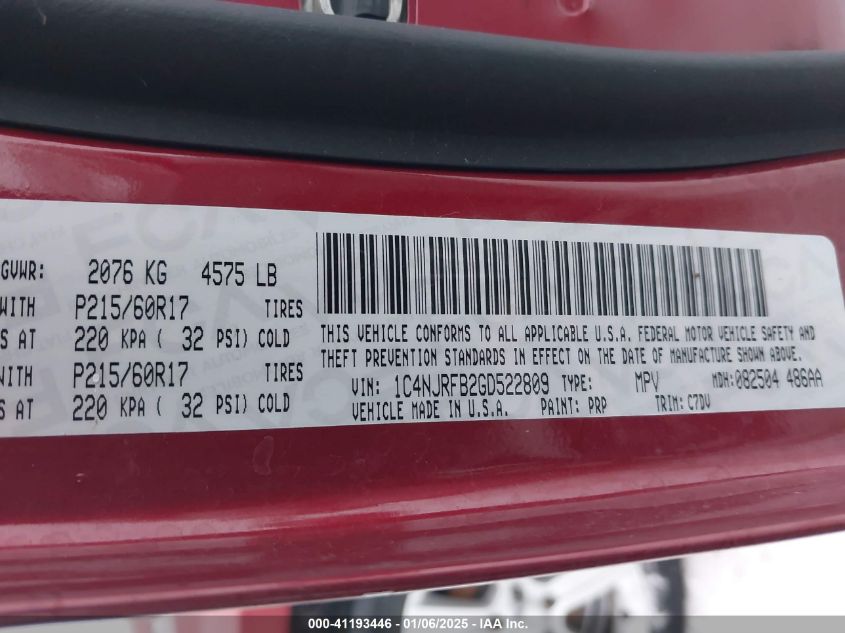 GVWR: 2076 KG 4575 LB
WITH P215/60R17 TIRES
S AT 220 KPA ( 32 PSI) COLD
WITH P215/60R17 TIRES
S AT 220 KPA ( 32 PSI) COLD
THIS VEHICLE CONFORMS TO ALL APPLICABLE U.S.A. FEDERAL MOTOR VEHICLE SAFETY AND
THEFT PREVENTION STANDARDS IN EFFECT ON THE DATE OF MANUFACTURE SHOWN ABOVE.
VIN: 1C4NJRFB2GD522809 TYPE: MPV MDH:082504 486AA
VEHICLE MADE IN U.S.A. PAINT: PRP TRIM: C7DV
000-41193446 - 01/06/2025 - IAA Inc.